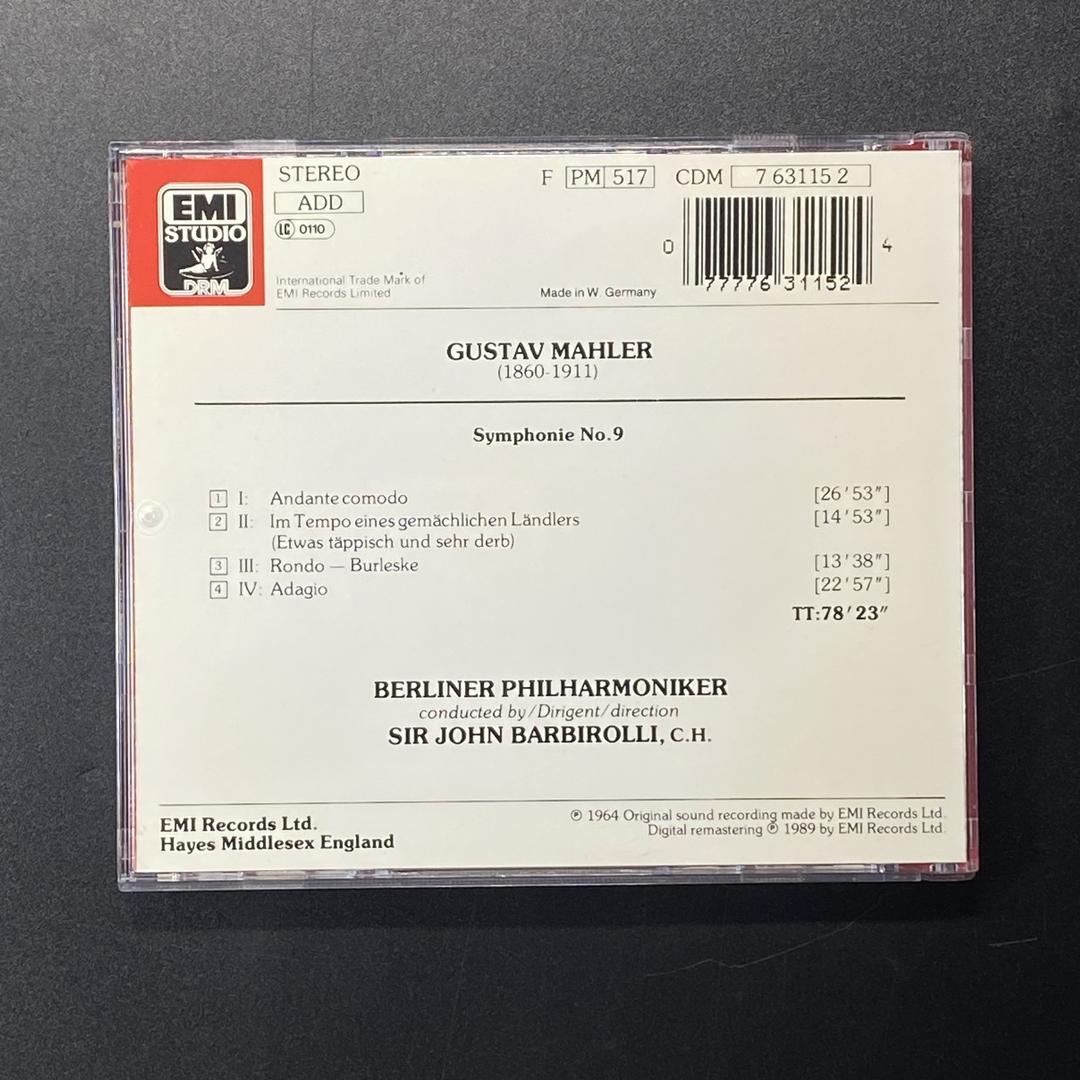 EMI
STUDIO
DRM
STEREO
ADD
LC 0110
International Trade Mark of
EMI Records Limited
F PM 517 CDM 7 63115 2
0 77776 31152 4
Made in W. Germany
GUSTAV MAHLER
(1860-1911)
Symphonie No.9
1 I: Andante comodo [26'53"]
2 II: Im Tempo eines gemächlichen Ländlers [14'53"]
(Etwas täppisch und sehr derb)
3 III: Rondo — Burleske [13'38"]
4 IV: Adagio [22'57"]
TT:78'23"
BERLINER PHILHARMONIKER
conducted by/Dirigent/direction
SIR JOHN BARBIROLLI, C.H.
EMI Records Ltd.
Hayes Middlesex England
℗ 1964 Original sound recording made by EMI Records Ltd.
Digital remastering ℗ 1989 by EMI Records Ltd.